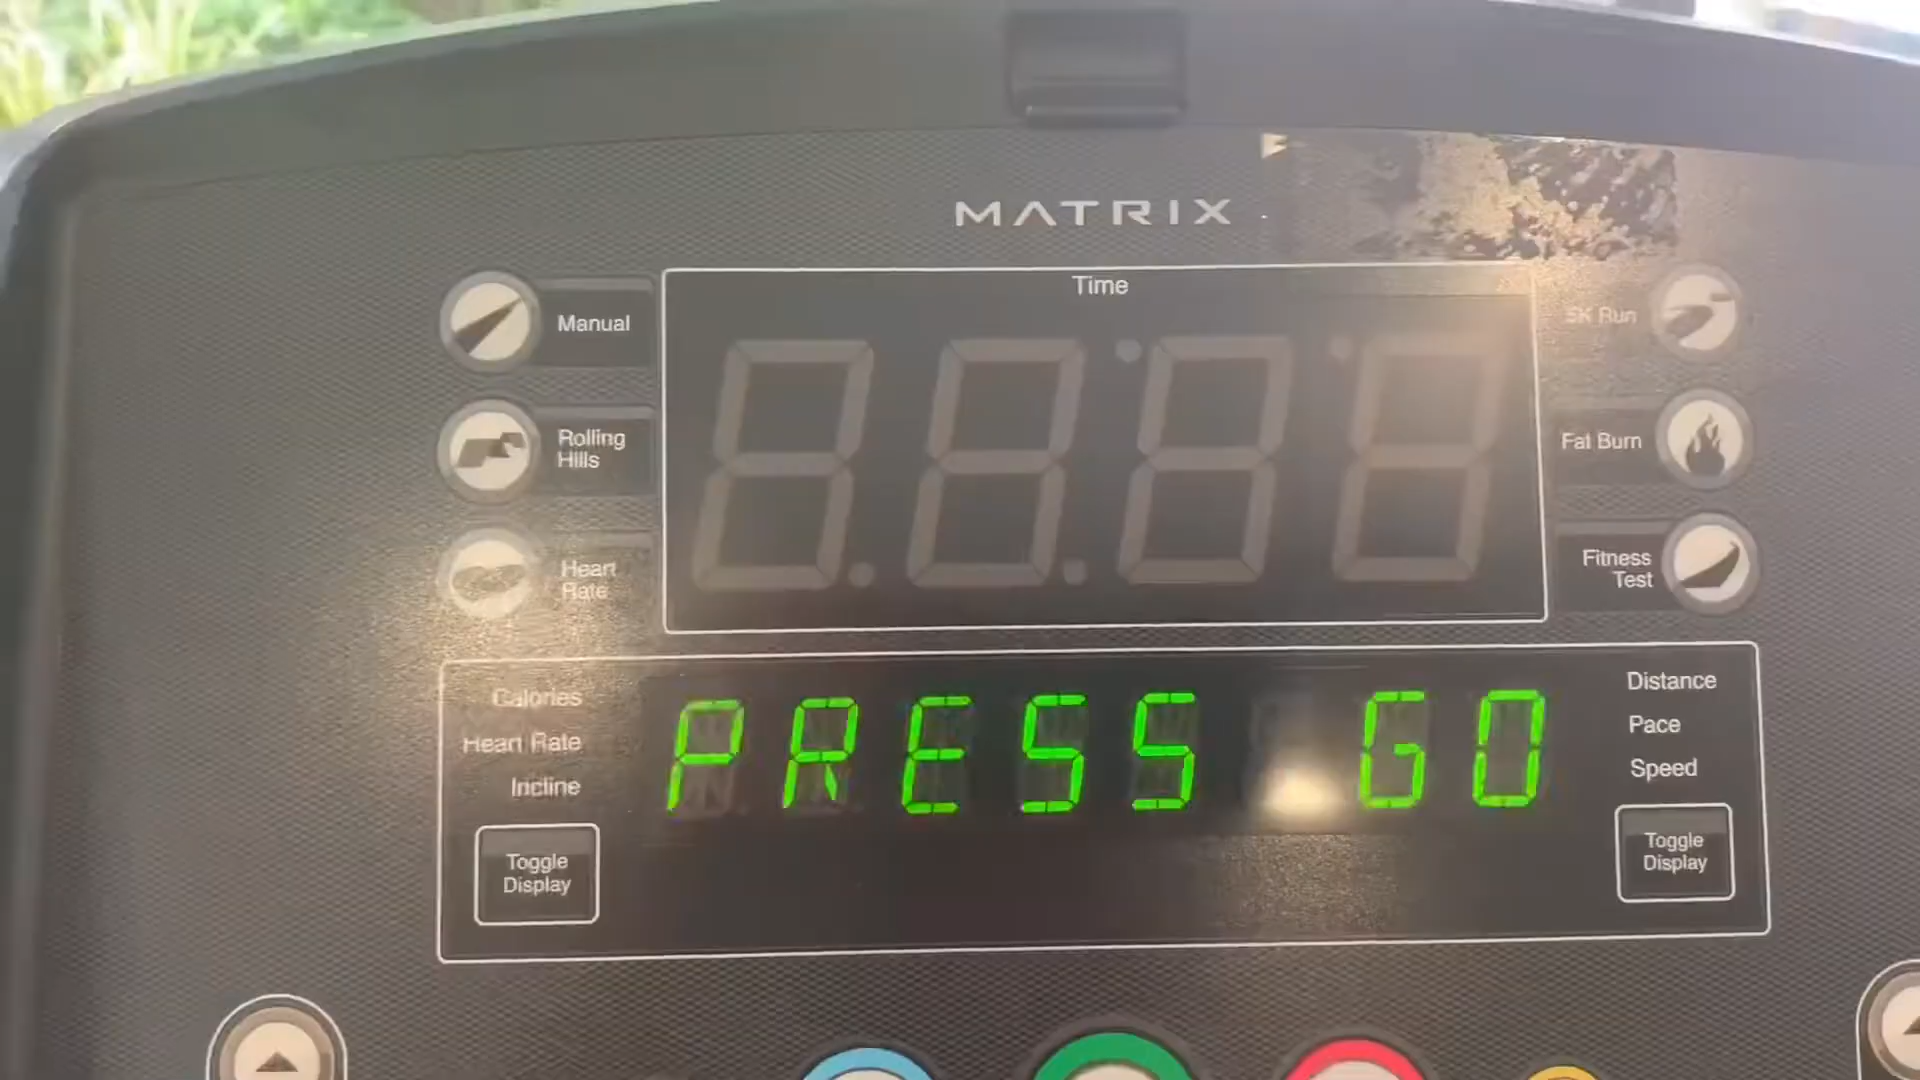 MATRIX
Time
Manual
Rolling
Hills
Heart
Rate
5K Run
Fat Burn
Fitness
Test
Calories
Heart Rate
Incline
PRESS GO
Distance
Pace
Speed
Toggle
Display
Toggle
Display